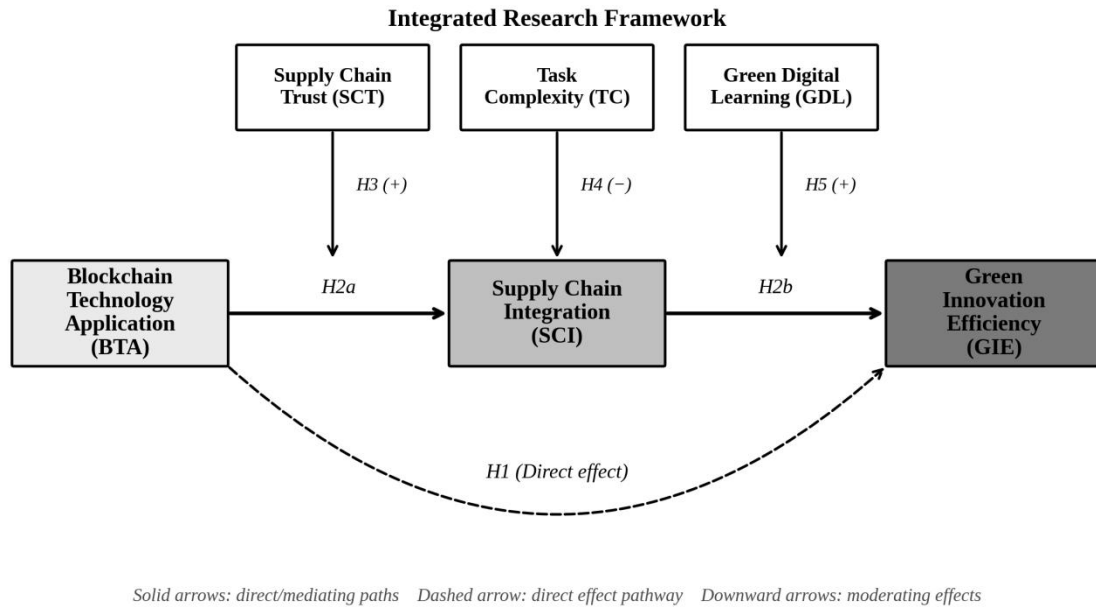 Integrated Research Framework
Supply Chain
Trust (SCT)
Task
Complexity (TC)
Green Digital
Learning (GDL)
H3 (+)
H4 (−)
H5 (+)
Blockchain
Technology
Application
(BTA)
H2a
Supply Chain
Integration
(SCI)
H2b
Green
Innovation
Efficiency
(GIE)
H1 (Direct effect)
Solid arrows: direct/mediating paths Dashed arrow: direct effect pathway Downward arrows: moderating effects